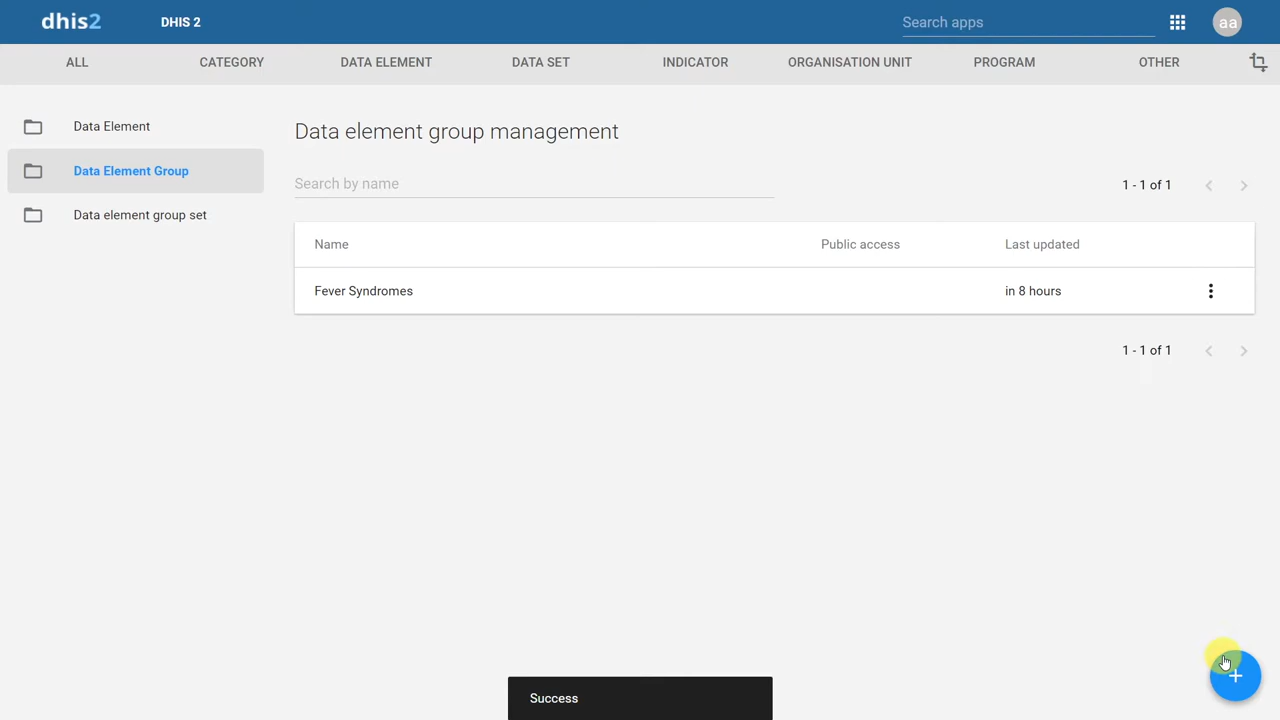 dhis2
DHIS 2
Search apps
aa
ALL
CATEGORY
DATA ELEMENT
DATA SET
INDICATOR
ORGANISATION UNIT
PROGRAM
OTHER
Data Element
Data Element Group
Data element group set
Data element group management
Search by name
1 - 1 of 1
Name
Public access
Last updated
Fever Syndromes
in 8 hours
1 - 1 of 1
Success